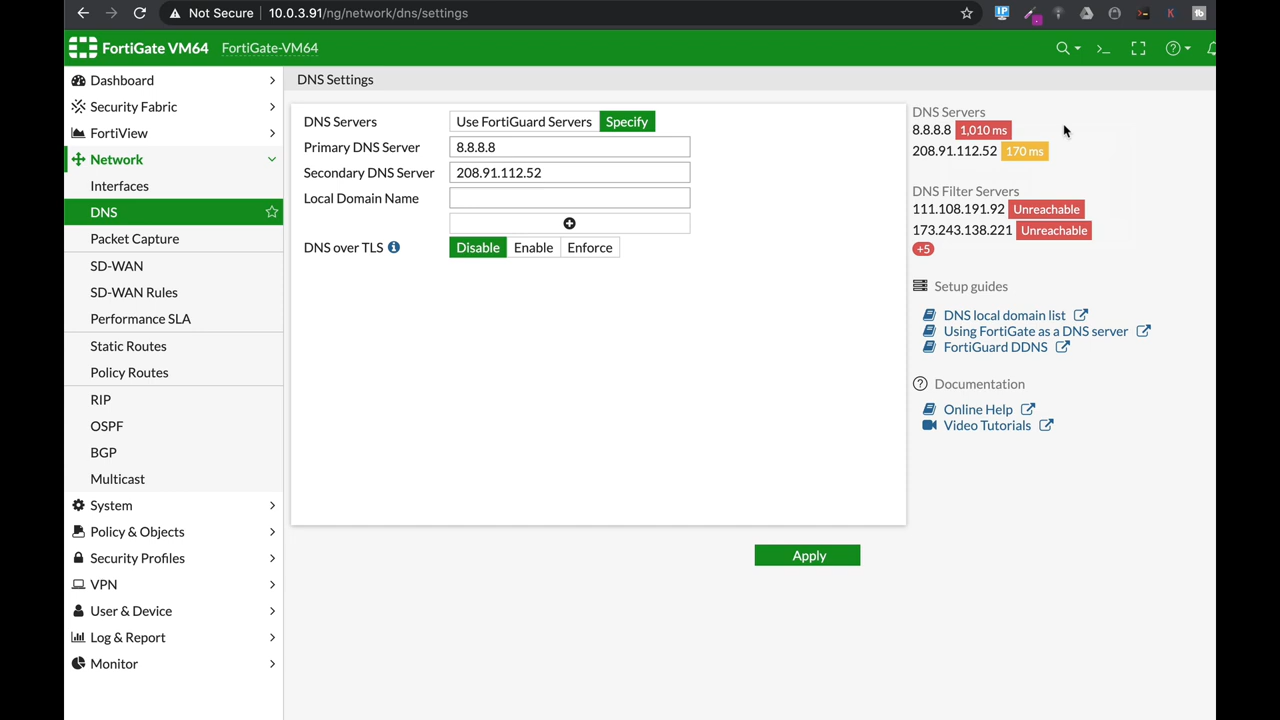 Not Secure | 10.0.3.91/ng/network/dns/settings
FortiGate VM64 FortiGate-VM64
Dashboard
Security Fabric
FortiView
Network
Interfaces
DNS
Packet Capture
SD-WAN
SD-WAN Rules
Performance SLA
Static Routes
Policy Routes
RIP
OSPF
BGP
Multicast
System
Policy & Objects
Security Profiles
VPN
User & Device
Log & Report
Monitor
DNS Settings
DNS Servers Use FortiGuard Servers Specify
Primary DNS Server 8.8.8.8
Secondary DNS Server 208.91.112.52
Local Domain Name
DNS over TLS Disable Enable Enforce
Apply
DNS Servers
8.8.8.8 1,010 ms
208.91.112.52 170 ms
DNS Filter Servers
111.108.191.92 Unreachable
173.243.138.221 Unreachable
+5
Setup guides
DNS local domain list
Using FortiGate as a DNS server
FortiGuard DDNS
Documentation
Online Help
Video Tutorials